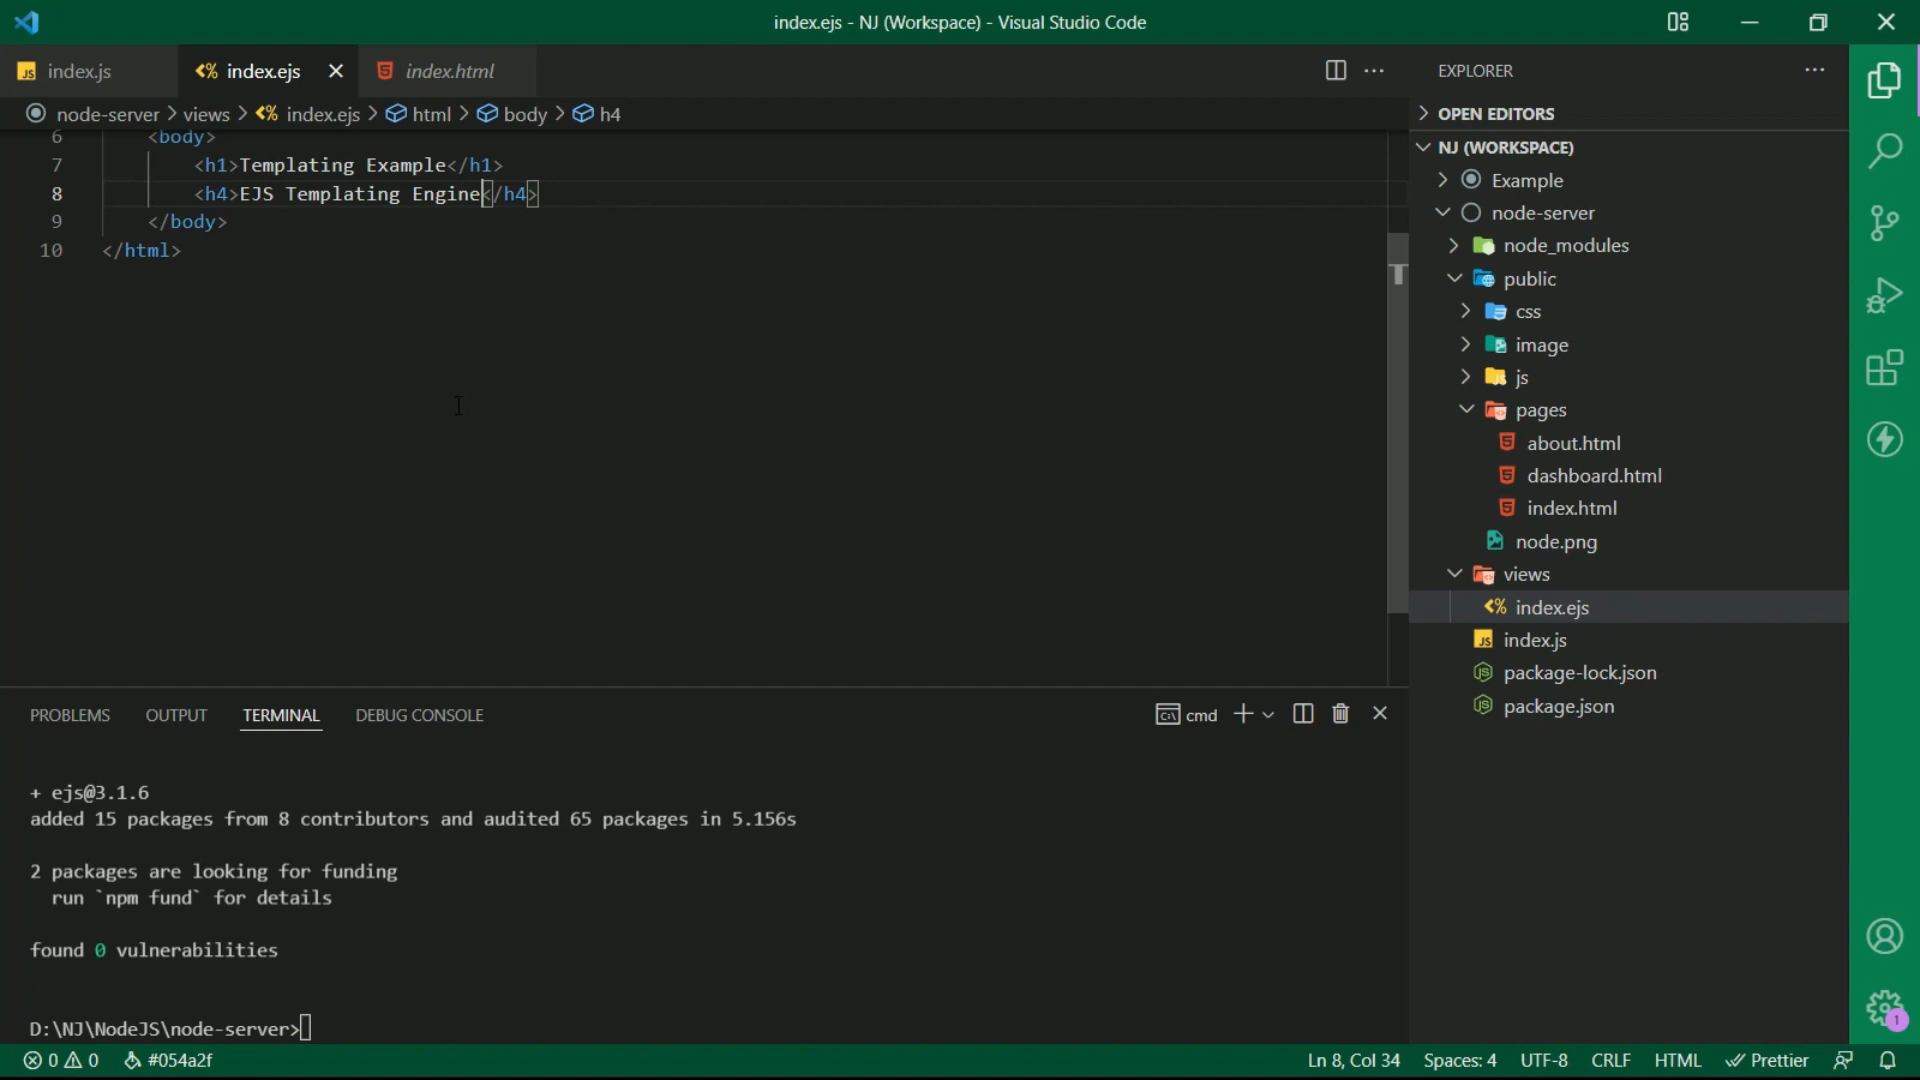 index.ejs - NJ (Workspace) - Visual Studio Code
index.js
index.ejs
index.html
node-server > views > index.ejs > html > body > h4
6 <body>
7 <h1>Templating Example</h1>
8 <h4>EJS Templating Engine</h4>
9 </body>
10 </html>
EXPLORER
OPEN EDITORS
NJ (WORKSPACE)
Example
node-server
node_modules
public
css
image
js
pages
about.html
dashboard.html
index.html
node.png
views
index.ejs
index.js
package-lock.json
package.json
PROBLEMS OUTPUT TERMINAL DEBUG CONSOLE
cmd
+ ejs@3.1.6
added 15 packages from 8 contributors and audited 65 packages in 5.156s
2 packages are looking for funding
run `npm fund` for details
found 0 vulnerabilities
D:\NJ\NodeJS\node-server>
0 0 #054a2f
Ln 8, Col 34 Spaces: 4 UTF-8 CRLF HTML Prettier
1